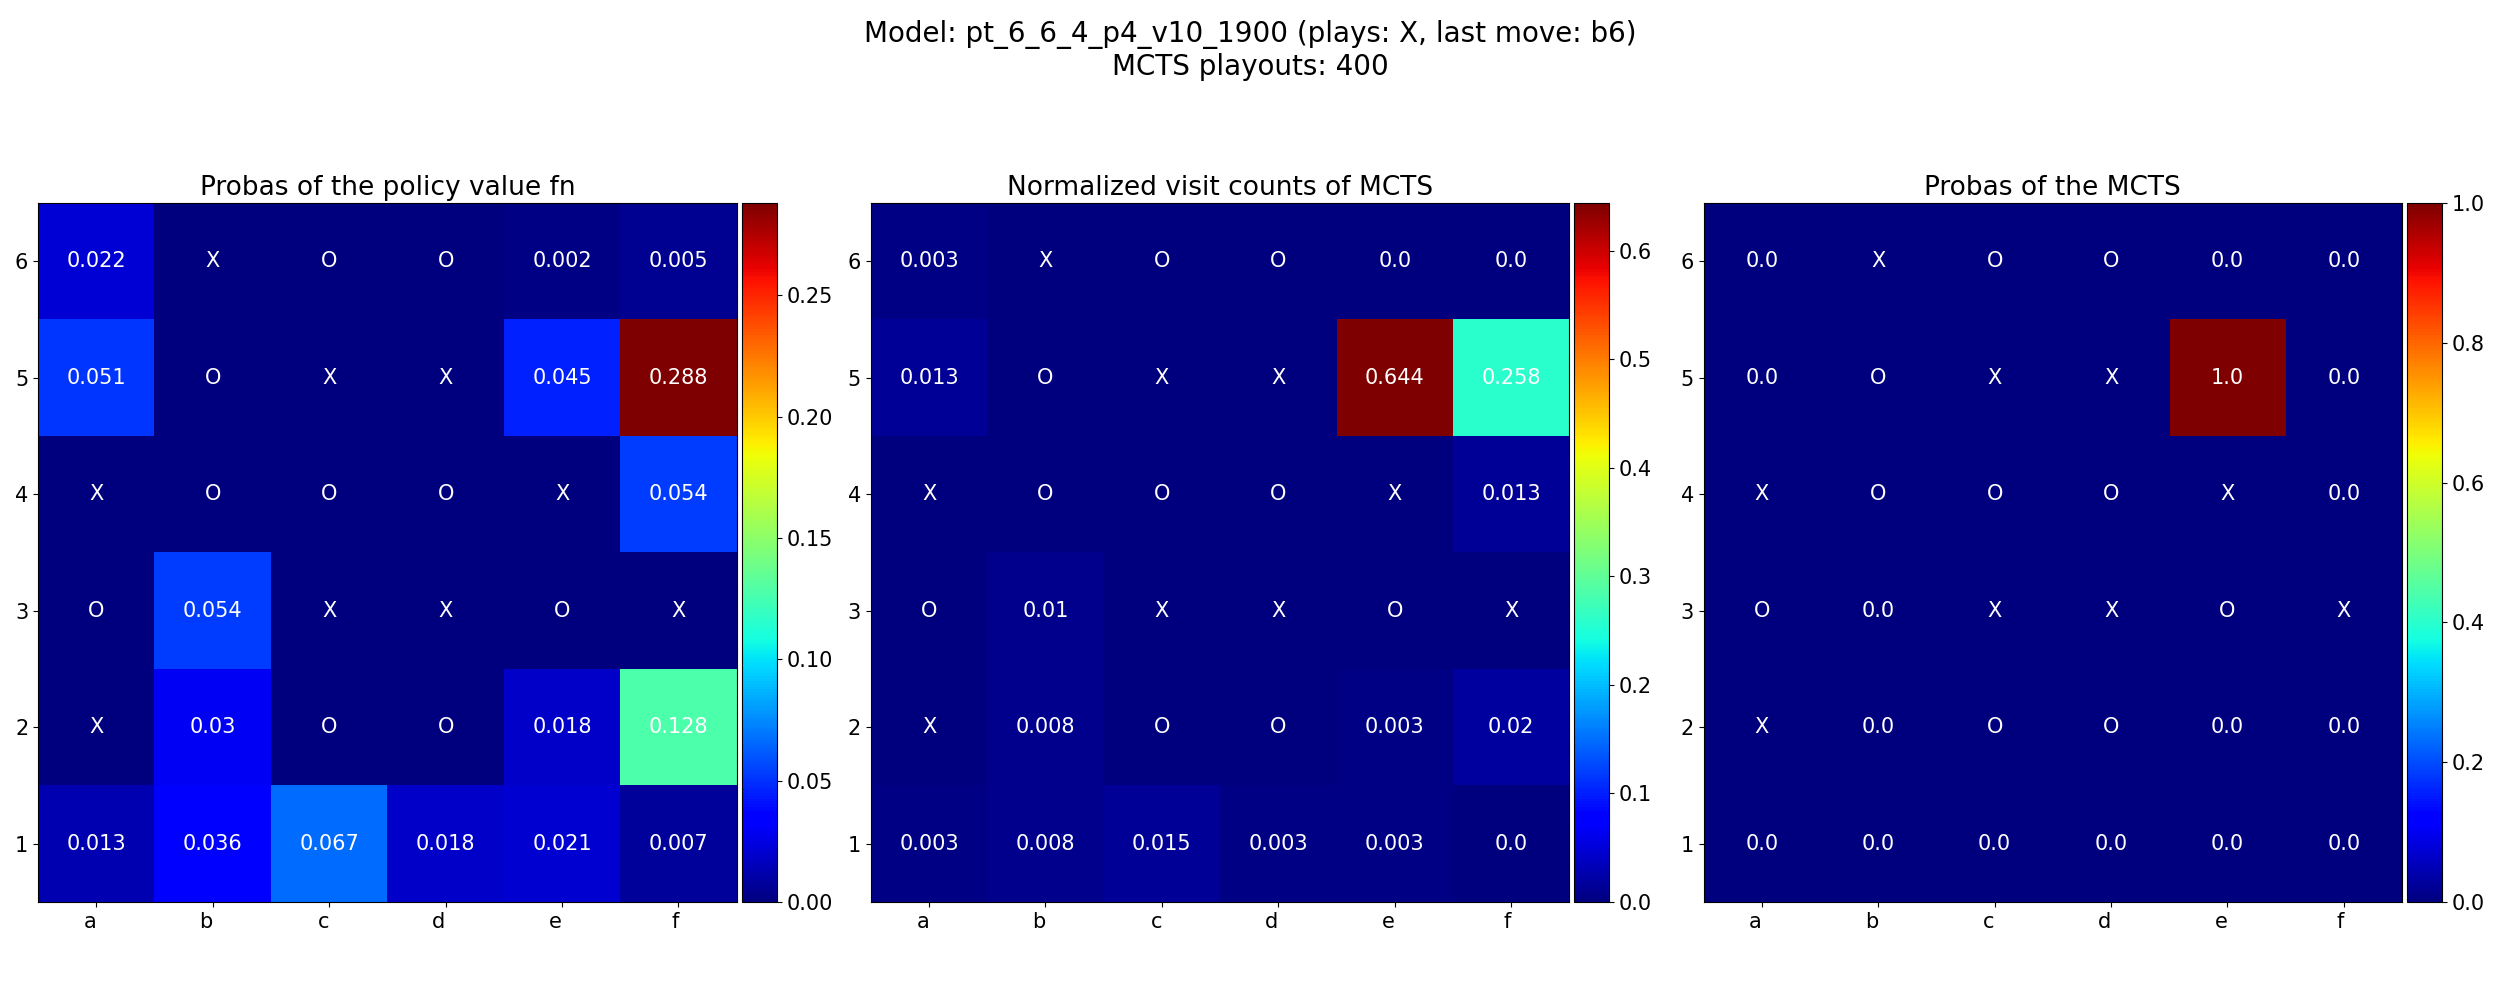 Model: pt_6_6_4_p4_v10_1900 (plays: X, last move: b6)
MCTS playouts: 400
Probas of the policy value fn
6 0.022 X O O 0.002 0.005
5 0.051 O X X 0.045 0.288
4 X O O O X 0.054
3 O 0.054 X X O X
2 X 0.03 O O 0.018 0.128
1 0.013 0.036 0.067 0.018 0.021 0.007
a b c d e f
0.25
0.20
0.15
0.10
0.05
0.00
Normalized visit counts of MCTS
6 0.003 X O O 0.0 0.0
5 0.013 O X X 0.644 0.258
4 X O O O X 0.013
3 O 0.01 X X O X
2 X 0.008 O O 0.003 0.02
1 0.003 0.008 0.015 0.003 0.003 0.0
a b c d e f
0.6
0.5
0.4
0.3
0.2
0.1
0.0
Probas of the MCTS
6 0.0 X O O 0.0 0.0
5 0.0 O X X 1.0 0.0
4 X O O O X 0.0
3 O 0.0 X X O X
2 X 0.0 O O 0.0 0.0
1 0.0 0.0 0.0 0.0 0.0 0.0
a b c d e f
1.0
0.8
0.6
0.4
0.2
0.0